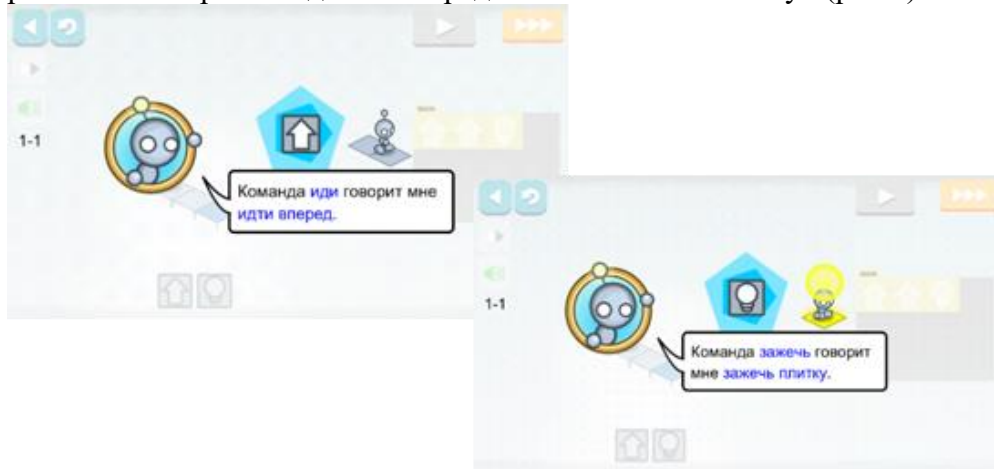 1-1
Команда иди говорит мне
идти вперед.
1-1
Команда зажечь говорит
мне зажечь плитку.